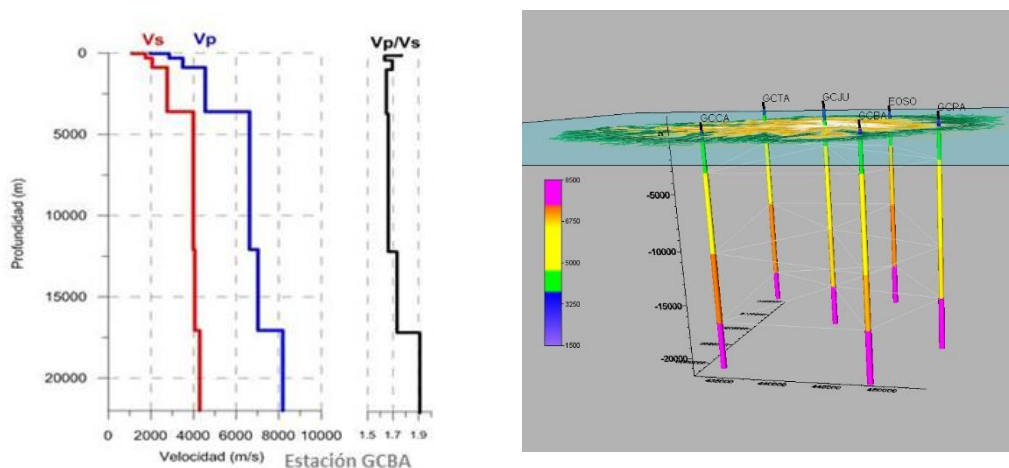 Vs Vp Vp/Vs
0
5000
10000
15000
20000
Profundidad (m)
0 2000 4000 6000 8000 10000
1.5 1.7 1.9
Velocidad (m/s)
Estación GCBA
GCTA GCJU EOSO GCPA
GCCA GCBA
-5000
-10000
-15000
-20000
8500
6750
5000
3250
1500